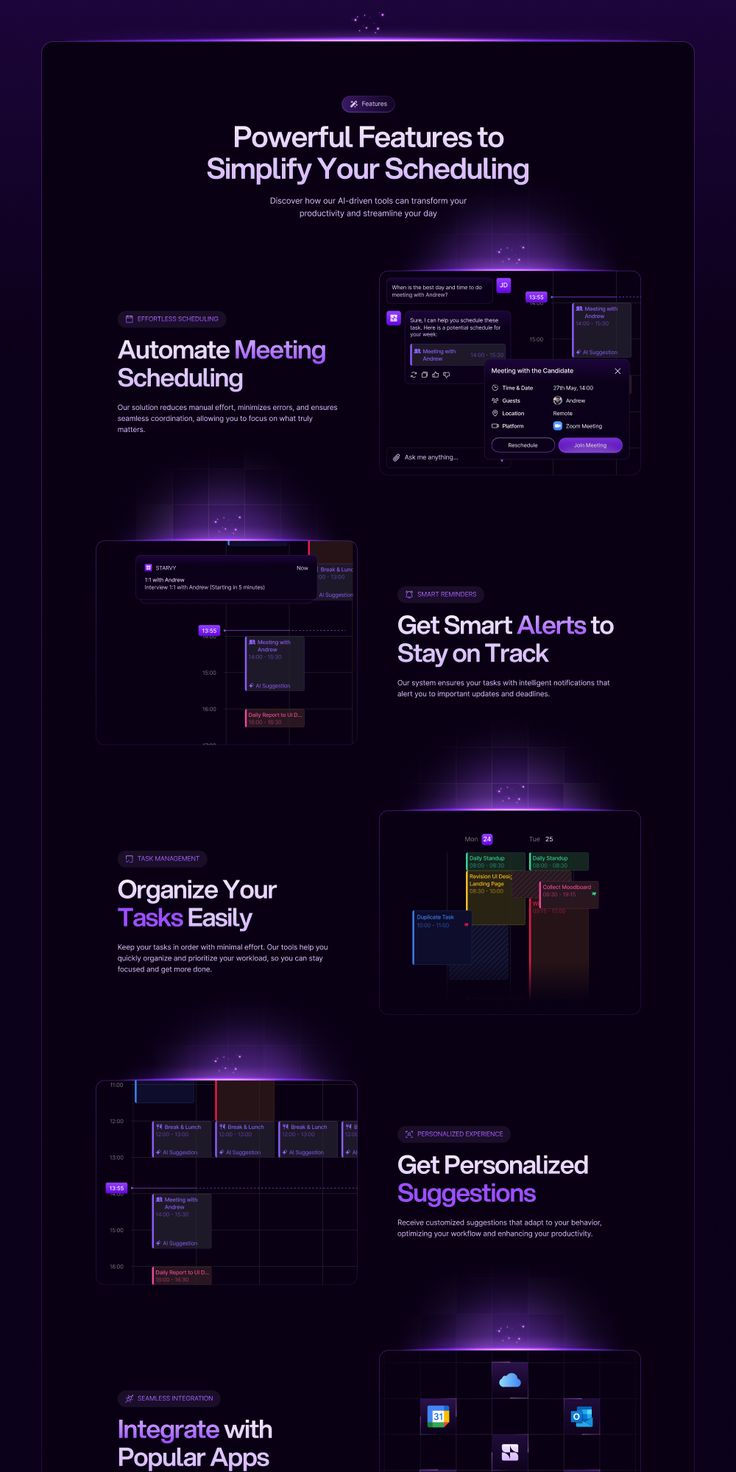 Features
Powerful Features to
Simplify Your Scheduling
Discover how our AI-driven tools can transform your
productivity and streamline your day
EFFORTLESS SCHEDULING
Automate Meeting
Scheduling
Our solution reduces manual effort, minimizes errors, and ensures
seamless coordination, allowing you to focus on what truly
matters.
When is the best day and time to do
meeting with Andrew?
JD
Sure, I can help you schedule these
task. Here is a potential schedule for
your week:
Meeting with
Andrew
14:00 - 15:30
Ask me anything...
13:55
Meeting with
Andrew
14:00 - 15:30
15:00
AI Suggestion
Meeting with the Candidate
Time & Date
27th May, 14:00
Guests
Andrew
Location
Remote
Platform
Zoom Meeting
Reschedule
Join Meeting
STARVY
Now
1:1 with Andrew
Interview 1:1 with Andrew (Starting in 5 minutes)
Break & Lunc
00 - 13:00
AI Suggestion
13:55
Meeting with
Andrew
14:00 - 15:30
15:00
AI Suggestion
16:00
Daily Report to UI D...
16:00 - 16:30
SMART REMINDERS
Get Smart Alerts to
Stay on Track
Our system ensures your tasks with intelligent notifications that
alert you to important updates and deadlines.
TASK MANAGEMENT
Organize Your
Tasks Easily
Keep your tasks in order with minimal effort. Our tools help you
quickly organize and prioritize your workload, so you can stay
focused and get more done.
Mon 24
Tue 25
Daily Standup
08:00 - 08:30
Daily Standup
08:00 - 08:30
Revision UI Desig
Landing Page
08:30 - 10:00
Collect Moodboard
Duplicate Task
10:00 - 11:00
11:00
12:00
Break & Lunch
12:00 - 13:00
AI Suggestion
Break & Lunch
12:00 - 13:00
AI Suggestion
Break & Lunch
12:00 - 13:00
AI Suggestion
13:00
13:55
Meeting with
Andrew
14:00 - 15:30
15:00
AI Suggestion
16:00
Daily Report to UI D...
16:00 - 16:30
PERSONALIZED EXPERIENCE
Get Personalized
Suggestions
Receive customized suggestions that adapt to your behavior,
optimizing your workflow and enhancing your productivity.
SEAMLESS INTEGRATION
Integrate with
Popular Apps
31